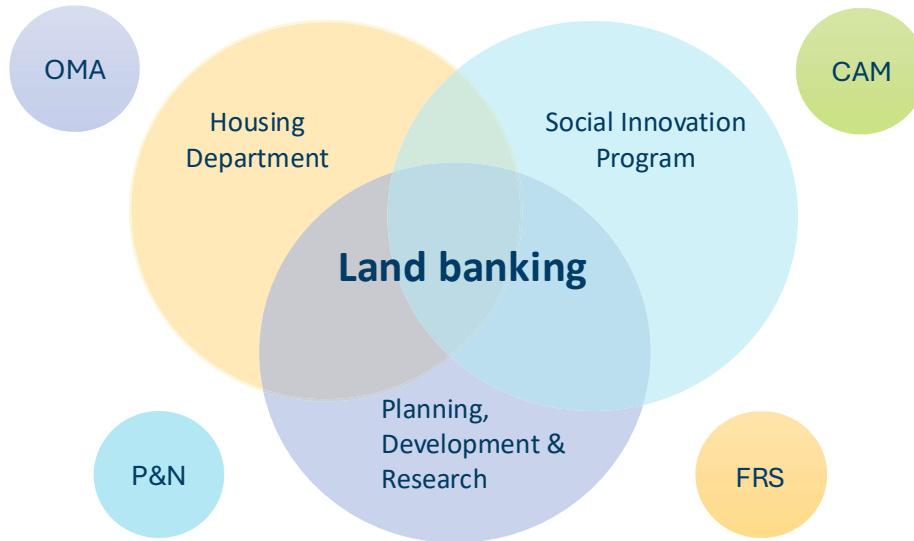 OMA
CAM
Housing
Department
Social Innovation
Program
Land banking
Planning,
Development &
Research
P&N
FRS